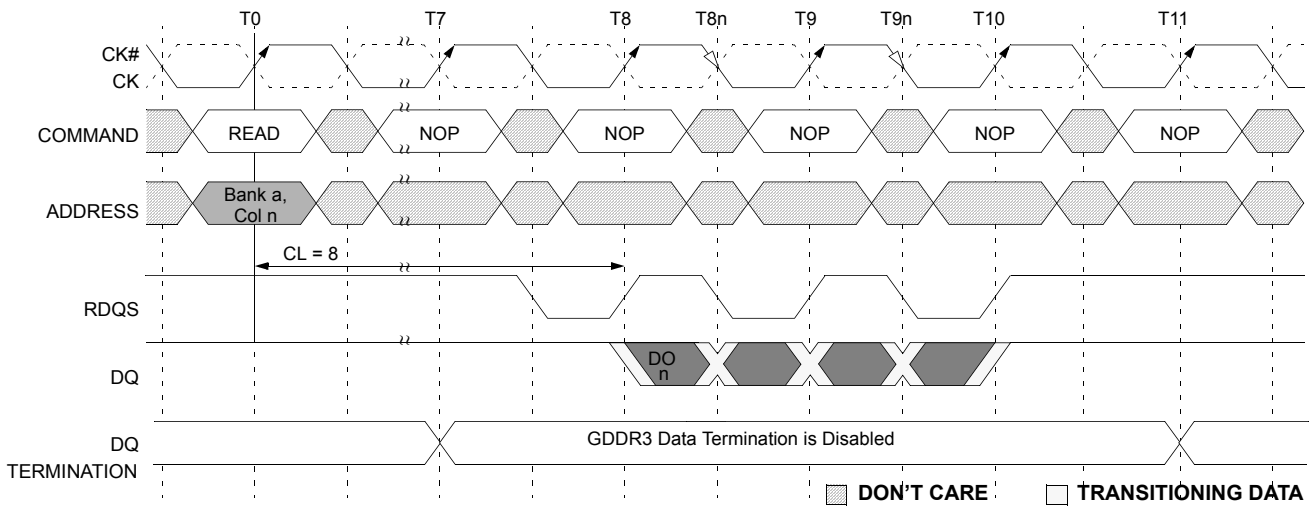 T0 T7 T8 T8n T9 T9n T10 T11
CK#
CK
COMMAND READ NOP NOP NOP NOP NOP
ADDRESS Bank a,
Col n
CL = 8
RDQS
DQ DO
n
DQ GDDR3 Data Termination is Disabled
TERMINATION
DON'T CARE TRANSITIONING DATA